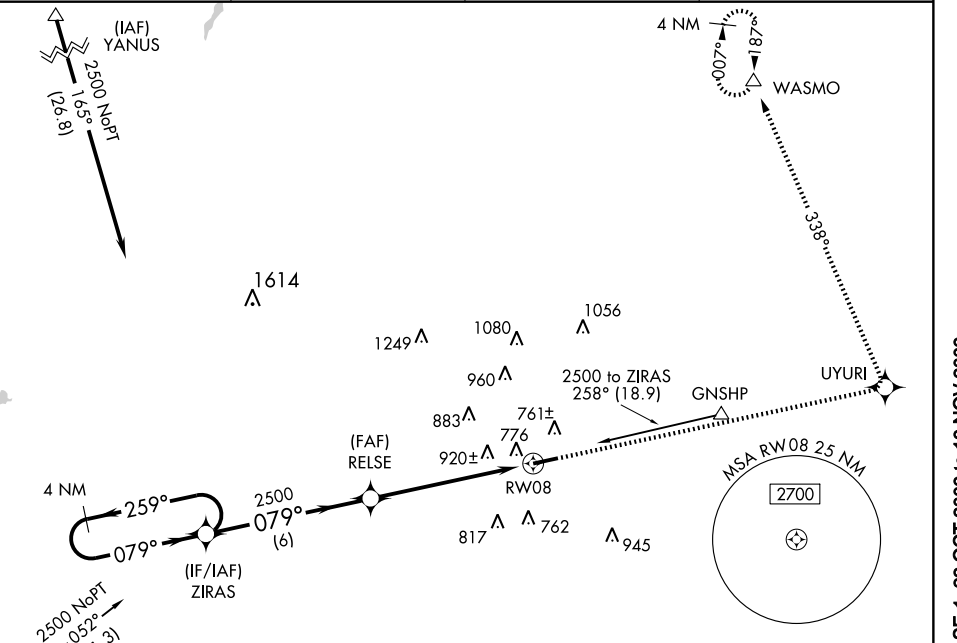 (IAF)
YANUS
2500 NoPT
165°
(26.8)
4 NM
007°
187°
WASMO
338°
1614
1249
1080
1056
960
2500 to ZIRAS
258° (18.9)
GNSHP
UYURI
883
761±
776
920±
(FAF)
RELSE
RW08
MSA RW08 25 NM
2700
4 NM
259°
079°
2500
079°
(6)
(IF/IAF)
ZIRAS
817
762
945
2500 NoPT
052°